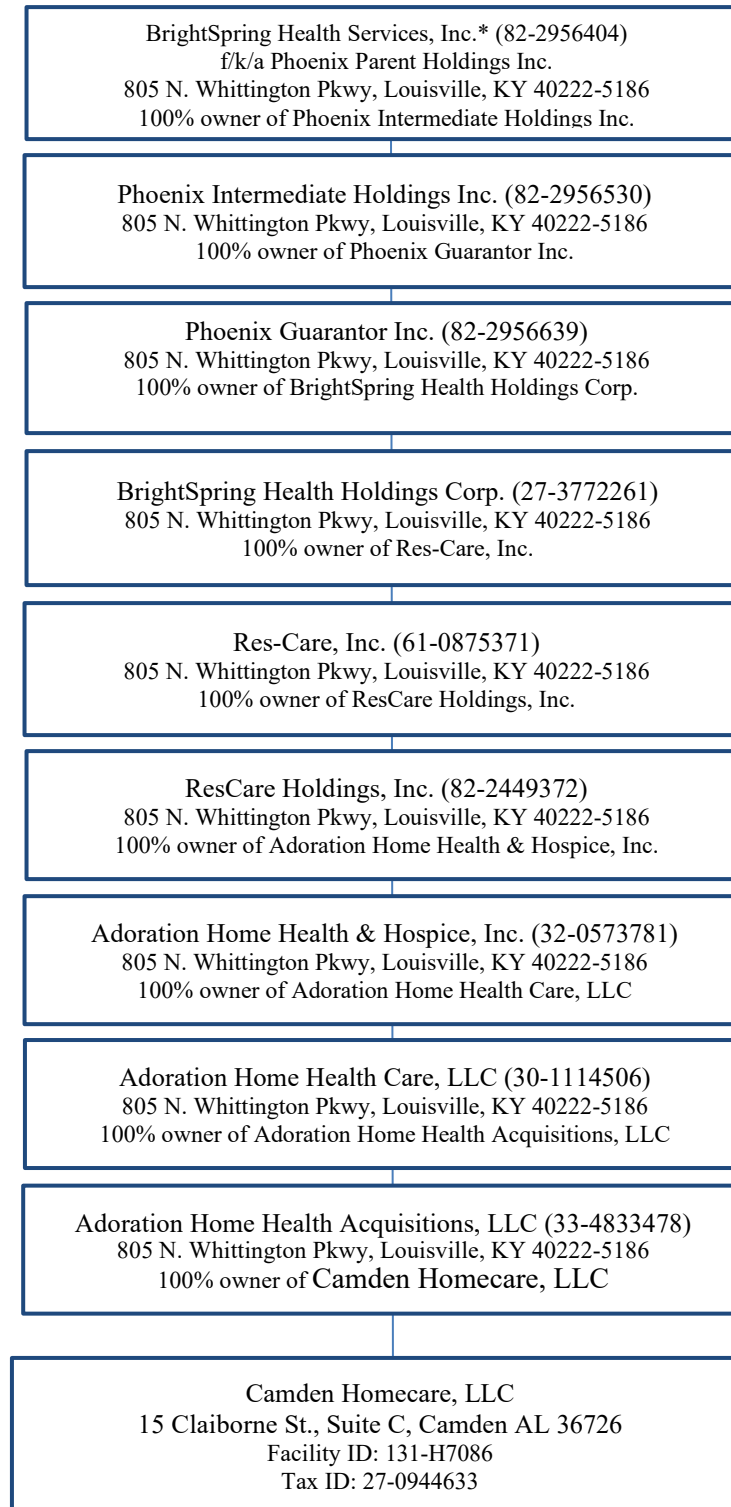 BrightSpring Health Services, Inc.* (82-2956404)
f/k/a Phoenix Parent Holdings Inc.
805 N. Whittington Pkwy, Louisville, KY 40222-5186
100% owner of Phoenix Intermediate Holdings Inc.
Phoenix Intermediate Holdings Inc. (82-2956530)
805 N. Whittington Pkwy, Louisville, KY 40222-5186
100% owner of Phoenix Guarantor Inc.
Phoenix Guarantor Inc. (82-2956639)
805 N. Whittington Pkwy, Louisville, KY 40222-5186
100% owner of BrightSpring Health Holdings Corp.
BrightSpring Health Holdings Corp. (27-3772261)
805 N. Whittington Pkwy, Louisville, KY 40222-5186
100% owner of Res-Care, Inc.
Res-Care, Inc. (61-0875371)
805 N. Whittington Pkwy, Louisville, KY 40222-5186
100% owner of ResCare Holdings, Inc.
ResCare Holdings, Inc. (82-2449372)
805 N. Whittington Pkwy, Louisville, KY 40222-5186
100% owner of Adoration Home Health & Hospice, Inc.
Adoration Home Health & Hospice, Inc. (32-0573781)
805 N. Whittington Pkwy, Louisville, KY 40222-5186
100% owner of Adoration Home Health Care, LLC
Adoration Home Health Care, LLC (30-1114506)
805 N. Whittington Pkwy, Louisville, KY 40222-5186
100% owner of Adoration Home Health Acquisitions, LLC
Adoration Home Health Acquisitions, LLC (33-4833478)
805 N. Whittington Pkwy, Louisville, KY 40222-5186
100% owner of Camden Homecare, LLC
Camden Homecare, LLC
15 Claiborne St., Suite C, Camden AL 36726
Facility ID: 131-H7086
Tax ID: 27-0944633